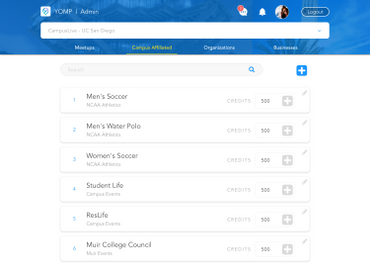 YOMP | Admin
Logout
CampusLive - UC San Diego
Meetups Campus Affiliated Organizations Businesses
Search
1 Men's Soccer CREDITS 500
NCAA Athletics
2 Men's Water Polo CREDITS 500
NCAA Athletics
3 Women's Soccer CREDITS 500
NCAA Athletics
4 Student Life CREDITS 500
Campus Events
5 ResLife CREDITS 500
Campus Events
6 Muir College Council CREDITS 500
Muir Events